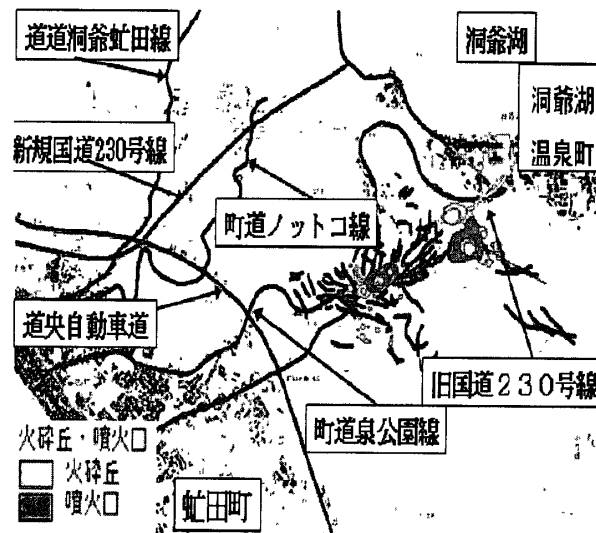 道道洞爺虻田線
洞爺湖
洞爺湖
温泉町
新規国道230号線
町道ノットコ線
道央自動車道
旧国道230号線
町道泉公園線
火砕丘・噴火口
火砕丘
噴火口
虻田町